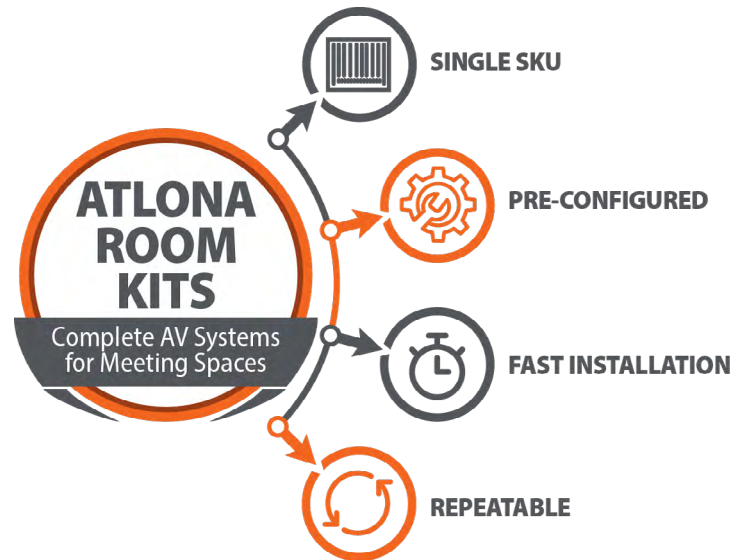 ATLONA
ROOM
KITS
Complete AV Systems
for Meeting Spaces
SINGLE SKU
PRE-CONFIGURED
FAST INSTALLATION
REPEATABLE